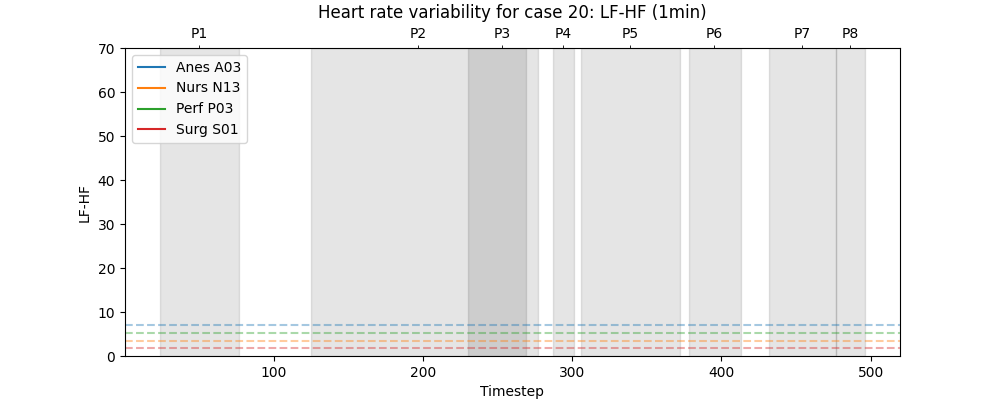 Heart rate variability for case 20: LF-HF (1min)
P1 P2 P3 P4 P5 P6 P7 P8
70
60
50
40
30
20
10
0
Anes A03
Nurs N13
Perf P03
Surg S01
LF-HF
100 200 300 400 500
Timestep